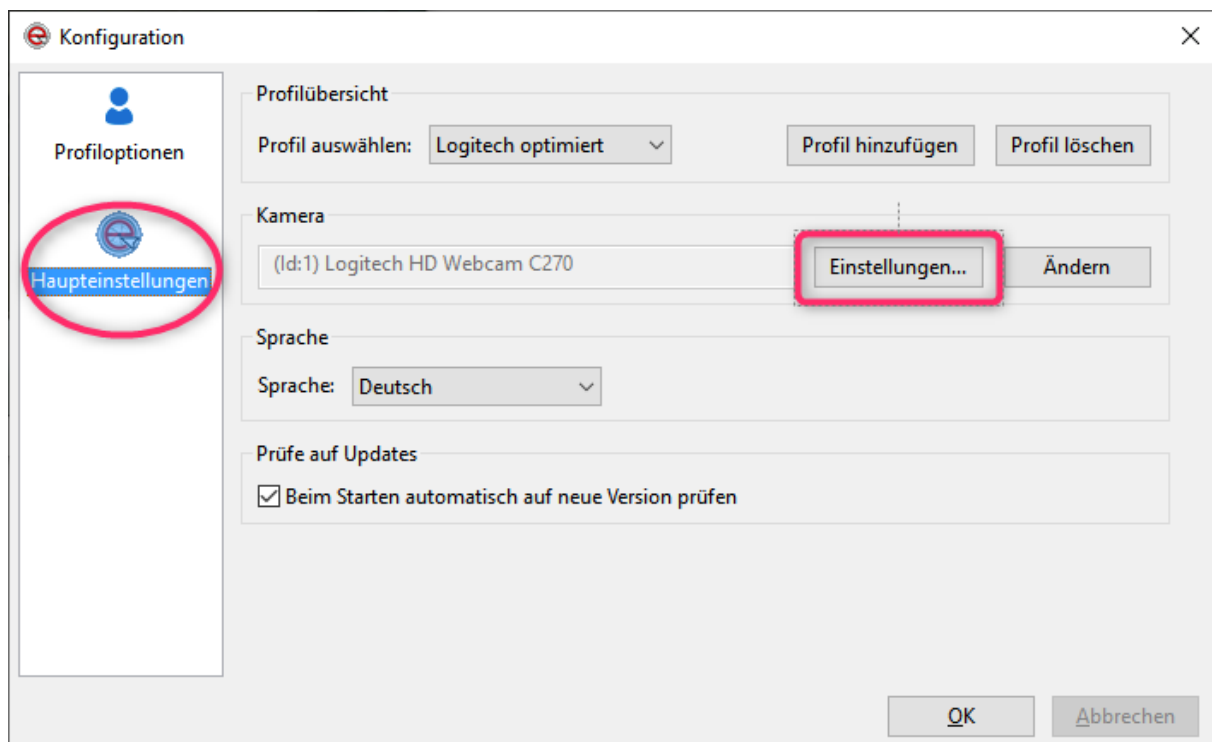 Konfiguration
Profiloptionen
Haupteinstellungen
Profilübersicht
Profil auswählen: Logitech optimiert Profil hinzufügen Profil löschen
Kamera
(Id:1) Logitech HD Webcam C270 Einstellungen... Ändern
Sprache
Sprache: Deutsch
Prüfe auf Updates
Beim Starten automatisch auf neue Version prüfen
OK Abbrechen